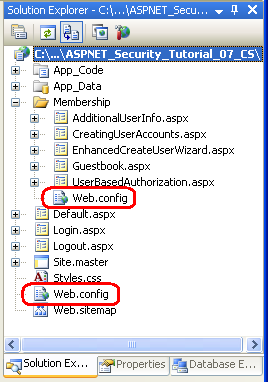 Solution Explorer - C:\...\ASPNET_Secu...
C:\...\ASPNET_Security_Tutorial_07_CS\
App_Code
App_Data
Membership
AdditionalUserInfo.aspx
CreatingUserAccounts.aspx
EnhancedCreateUserWizard.aspx
Guestbook.aspx
UserBasedAuthorization.aspx
Web.config
Default.aspx
Login.aspx
Logout.aspx
Site.master
Styles.css
Web.config
Web.sitemap
Solution Ex... Properties Database E...